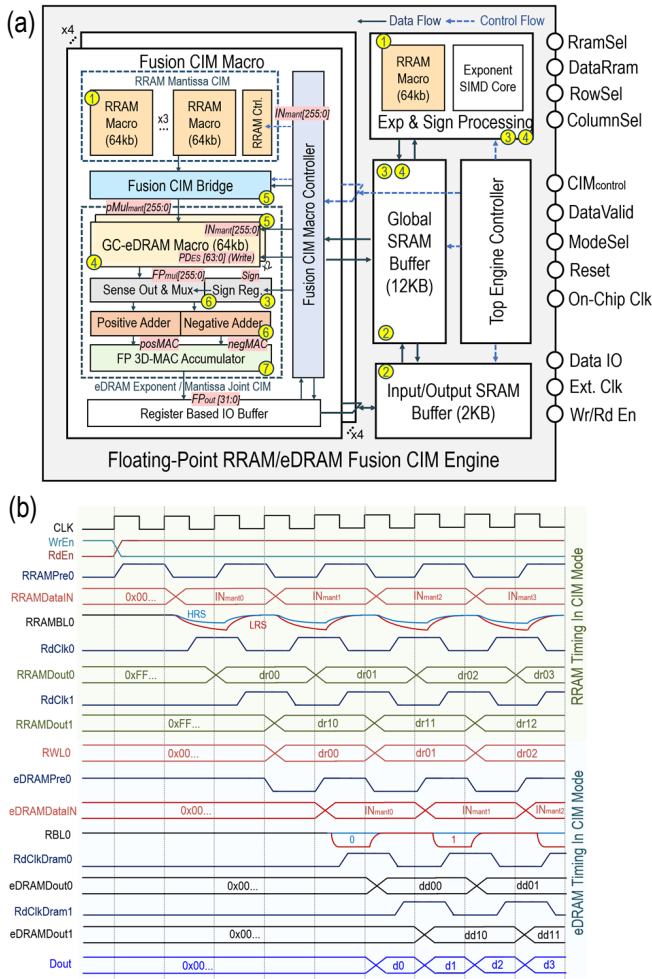 (a)
x4
Data Flow
Control Flow
Fusion CIM Macro
RRAM Mantissa CIM
1
RRAM Macro (64kb)
x3
...
RRAM Macro (64kb)
RRAM Ctrl.
INmant[255:0]
Fusion CIM Bridge
5
pMulmant[255:0]
5
INmant[255:0]
GC-eDRAM Macro (64kb)
PDES [63:0] (Write)
x2
4
FPmul[255:0]
Sign
Sense Out & Mux
Sign Reg.
6
3
Positive Adder
Negative Adder
6
posMAC
negMAC
FP 3D-MAC Accumulator
7
eDRAM Exponent / Mantissa Joint CIM
FPout [31:0]
Register Based IO Buffer
Fusion CIM Macro Controller
x4
1
RRAM Macro (64kb)
Exponent SIMD Core
Exp & Sign Processing
3 4
3 4
Global SRAM Buffer (12KB)
2
Top Engine Controller
2
Input/Output SRAM Buffer (2KB)
Floating-Point RRAM/eDRAM Fusion CIM Engine
RramSel
DataRram
RowSel
ColumnSel
CIMcontrol
DataValid
ModeSel
Reset
On-Chip Clk
Data IO
Ext. Clk
Wr/Rd En
(b)
CLK
WrEn
RdEn
RRAMPre0
RRAMDataIN 0x00... INmant0 INmant1 INmant2 INmant3
RRAMBL0 HRS LRS
RdClk0
RRAMDout0 0xFF... dr00 dr01 dr02 dr03
RdClk1
RRAMDout1 0xFF... dr10 dr11 dr12
RRAM Timing In CIM Mode
RWL0 0x00... dr00 dr01 dr02
eDRAMPre0
eDRAMDataIN 0x00... INmant0 INmant1 INmant2
RBL0 0 1
RdClkDram0
eDRAMDout0 0x00... dd00 dd01
RdClkDram1
eDRAMDout1 0x00... dd10 dd11
Dout 0x00... d0 d1 d2 d3
eDRAM Timing In CIM Mode